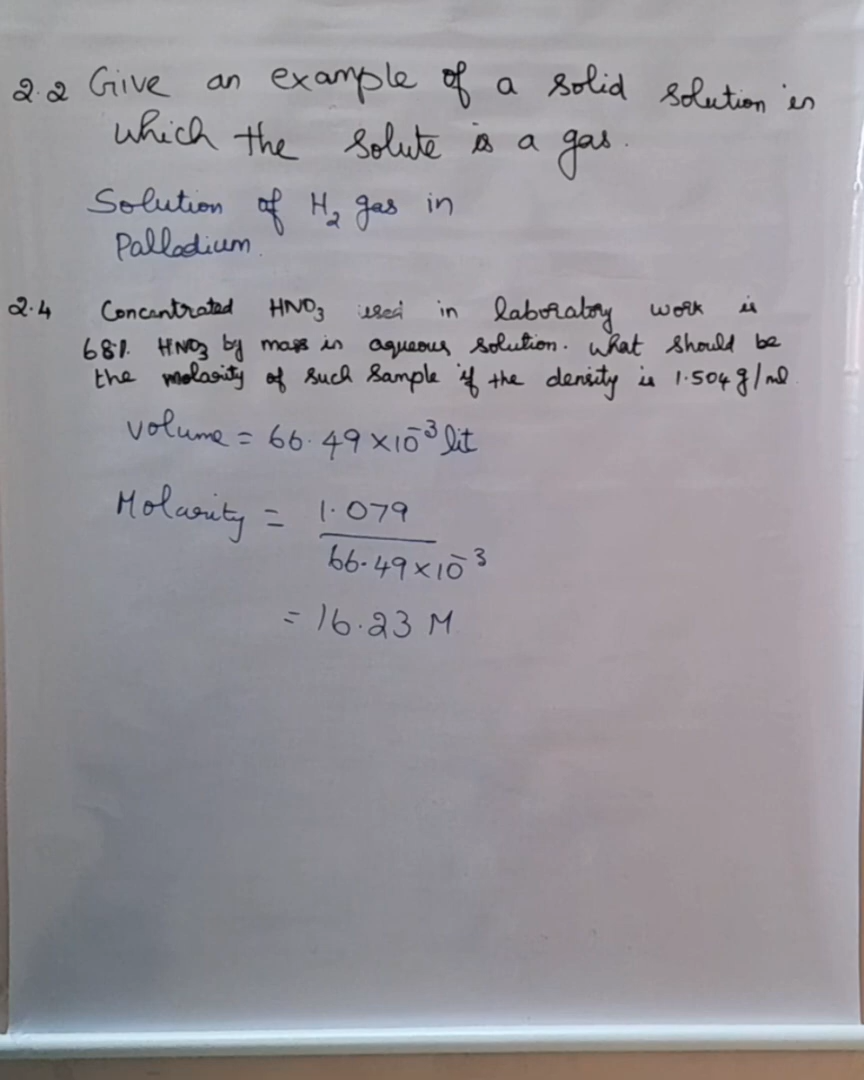 2.2 Give an example of a solid solution in
which the solute is a gas.
Solution of H₂ gas in
Palladium.
2.4 Concentrated HNO₃ used in laboratory work is
68% HNO₃ by mass in aqueous solution. What should be
the molarity of such sample if the density is 1.504 g/ml
Volume = 66.49 × 10⁻³ lit
Molarity = 1.079
66.49 × 10⁻³
= 16.23 M